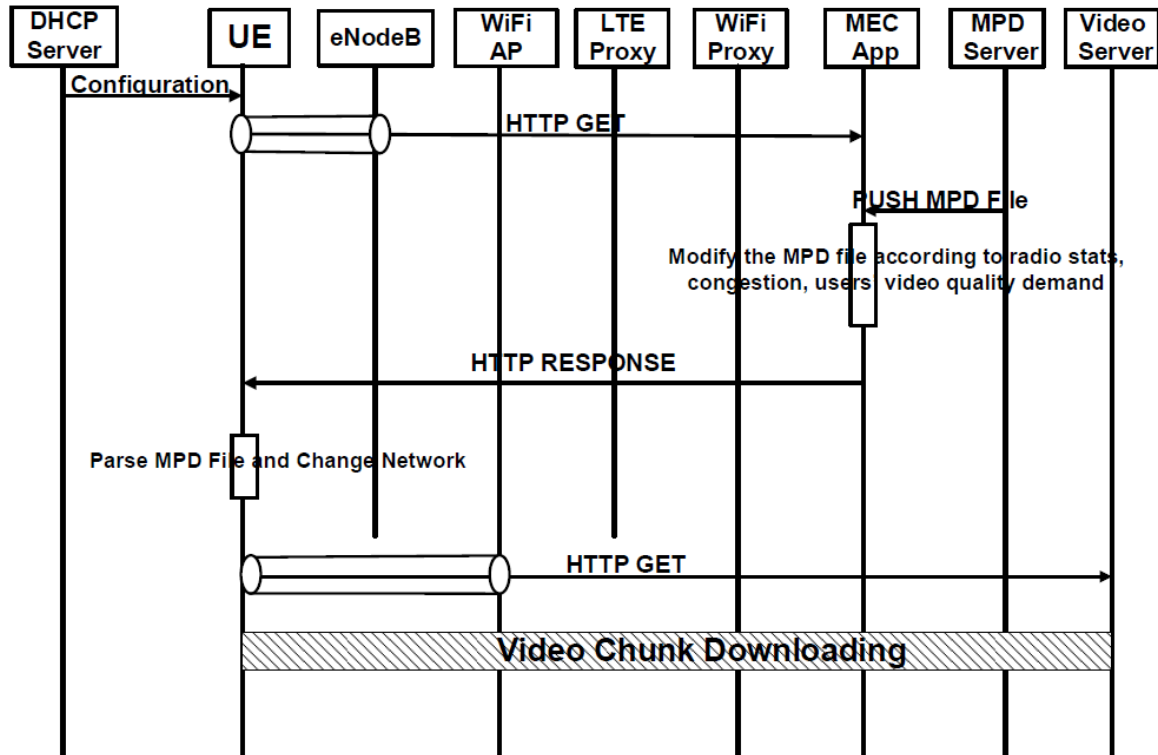 DHCP
Server
UE
eNodeB
WiFi
AP
LTE
Proxy
WiFi
Proxy
MEC
App
MPD
Server
Video
Server
Configuration
HTTP GET
PUSH MPD File
Modify the MPD file according to radio stats,
congestion, users' video quality demand
HTTP RESPONSE
Parse MPD File and Change Network
HTTP GET
Video Chunk Downloading